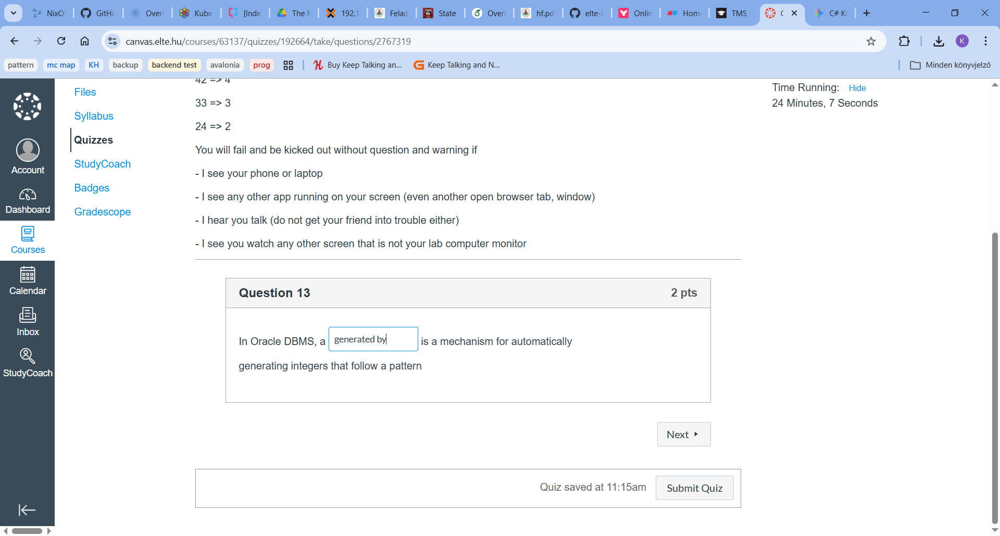 NixO
GitHu
Over
Kube
[Inde
The N
192.1
Felad
State
Overl
hf.pd
elte-i
Onlin
Hom
TMS
C# Ko
canvas.elte.hu/courses/63137/quizzes/192664/take/questions/2767319
K
pattern
mc map
KH
backup
backend test
avalonia
prog
Buy Keep Talking an...
Keep Talking and N...
Minden könyvjelző
Account
Dashboard
Courses
Calendar
Inbox
StudyCoach
Files
Syllabus
Quizzes
StudyCoach
Badges
Gradescope
42 => 4
33 => 3
24 => 2
You will fail and be kicked out without question and warning if
- I see your phone or laptop
- I see any other app running on your screen (even another open browser tab, window)
- I hear you talk (do not get your friend into trouble either)
- I see you watch any other screen that is not your lab computer monitor
Time Running: Hide
24 Minutes, 7 Seconds
Question 13 2 pts
In Oracle DBMS, a generated by is a mechanism for automatically
generating integers that follow a pattern
Next
Quiz saved at 11:15am Submit Quiz